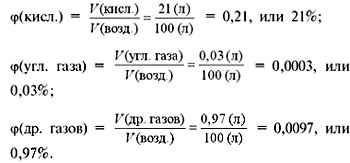 φ(кисл.) = V(кисл.)/V(возд.) = 21 (л)/100 (л) = 0,21, или 21%;
φ(угл. газа) = V(угл. газа)/V(возд.) = 0,03 (л)/100 (л) = 0,0003, или
0,03%;
φ(др. газов) = V(др. газов)/V(возд.) = 0,97 (л)/100 (л) = 0,0097, или
0,97%.